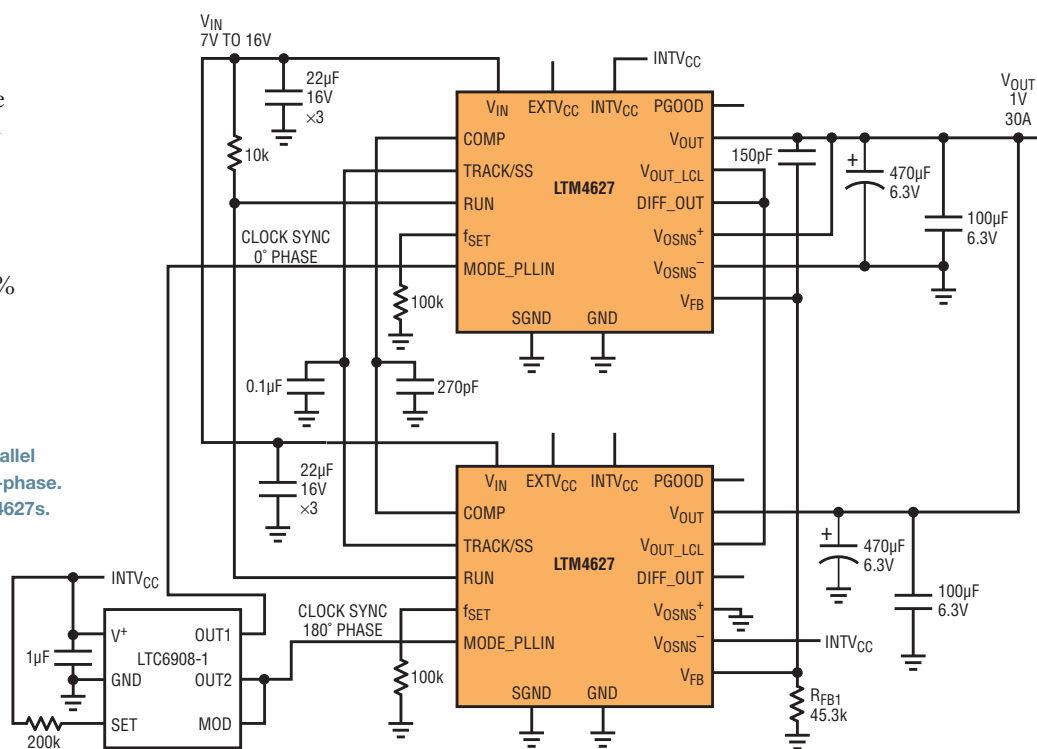 e
%
allel
-phase.
4627s.
VIN
7V TO 16V
22µF
16V
×3
10k
INTVCC
VIN
EXTVCC
INTVCC
PGOOD
COMP
TRACK/SS
RUN
fSET
MODE_PLLIN
LTM4627
VOUT
VOUT_LCL
DIFF_OUT
VOSNS+
VOSNS–
VFB
SGND
GND
CLOCK SYNC
0° PHASE
100k
150pF
+
470µF
6.3V
100µF
6.3V
VOUT
1V
30A
0.1µF
270pF
22µF
16V
×3
VIN
EXTVCC
INTVCC
PGOOD
COMP
TRACK/SS
RUN
fSET
MODE_PLLIN
LTM4627
VOUT
VOUT_LCL
DIFF_OUT
VOSNS+
VOSNS–
VFB
SGND
GND
CLOCK SYNC
180° PHASE
100k
+
470µF
6.3V
100µF
6.3V
INTVCC
RFB1
45.3k
INTVCC
1µF
V+
GND
SET
LTC6908-1
OUT1
OUT2
MOD
200k